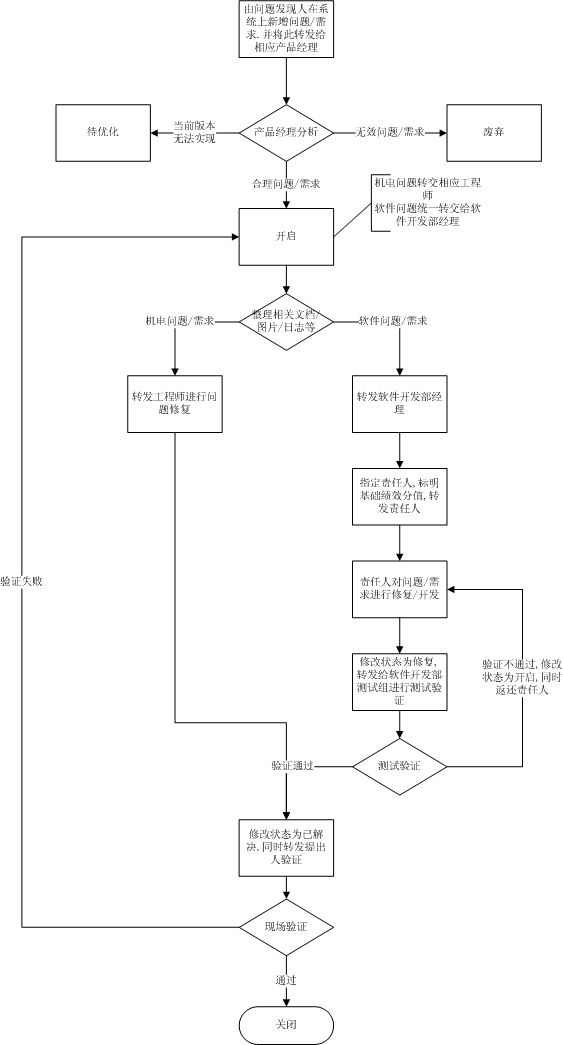 由问题发现人在系
统上新增问题/需
求.并将此转发给
相应产品经理
待优化
当前版本
无法实现
产品经理分析
无效问题/需求
废弃
合理问题/需求
机电问题转交相应工程
师
软件问题统一转交给软
件开发部经理
开启
整理相关文档/
图片/日志等
机电问题/需求
软件问题/需求
转发工程师进行问
题修复
转发软件开发部经
理
指定责任人,标明
基础绩效分值,转
发责任人
验证失败
责任人对问题/需
求进行修复/开发
修改状态为修复,
转发给软件开发部
测试组进行测试验
证
验证不通过,修改
状态为开启,同时
返还责任人
验证通过
测试验证
修改状态为已解
决,同时转发提出
人验证
现场验证
通过
关闭